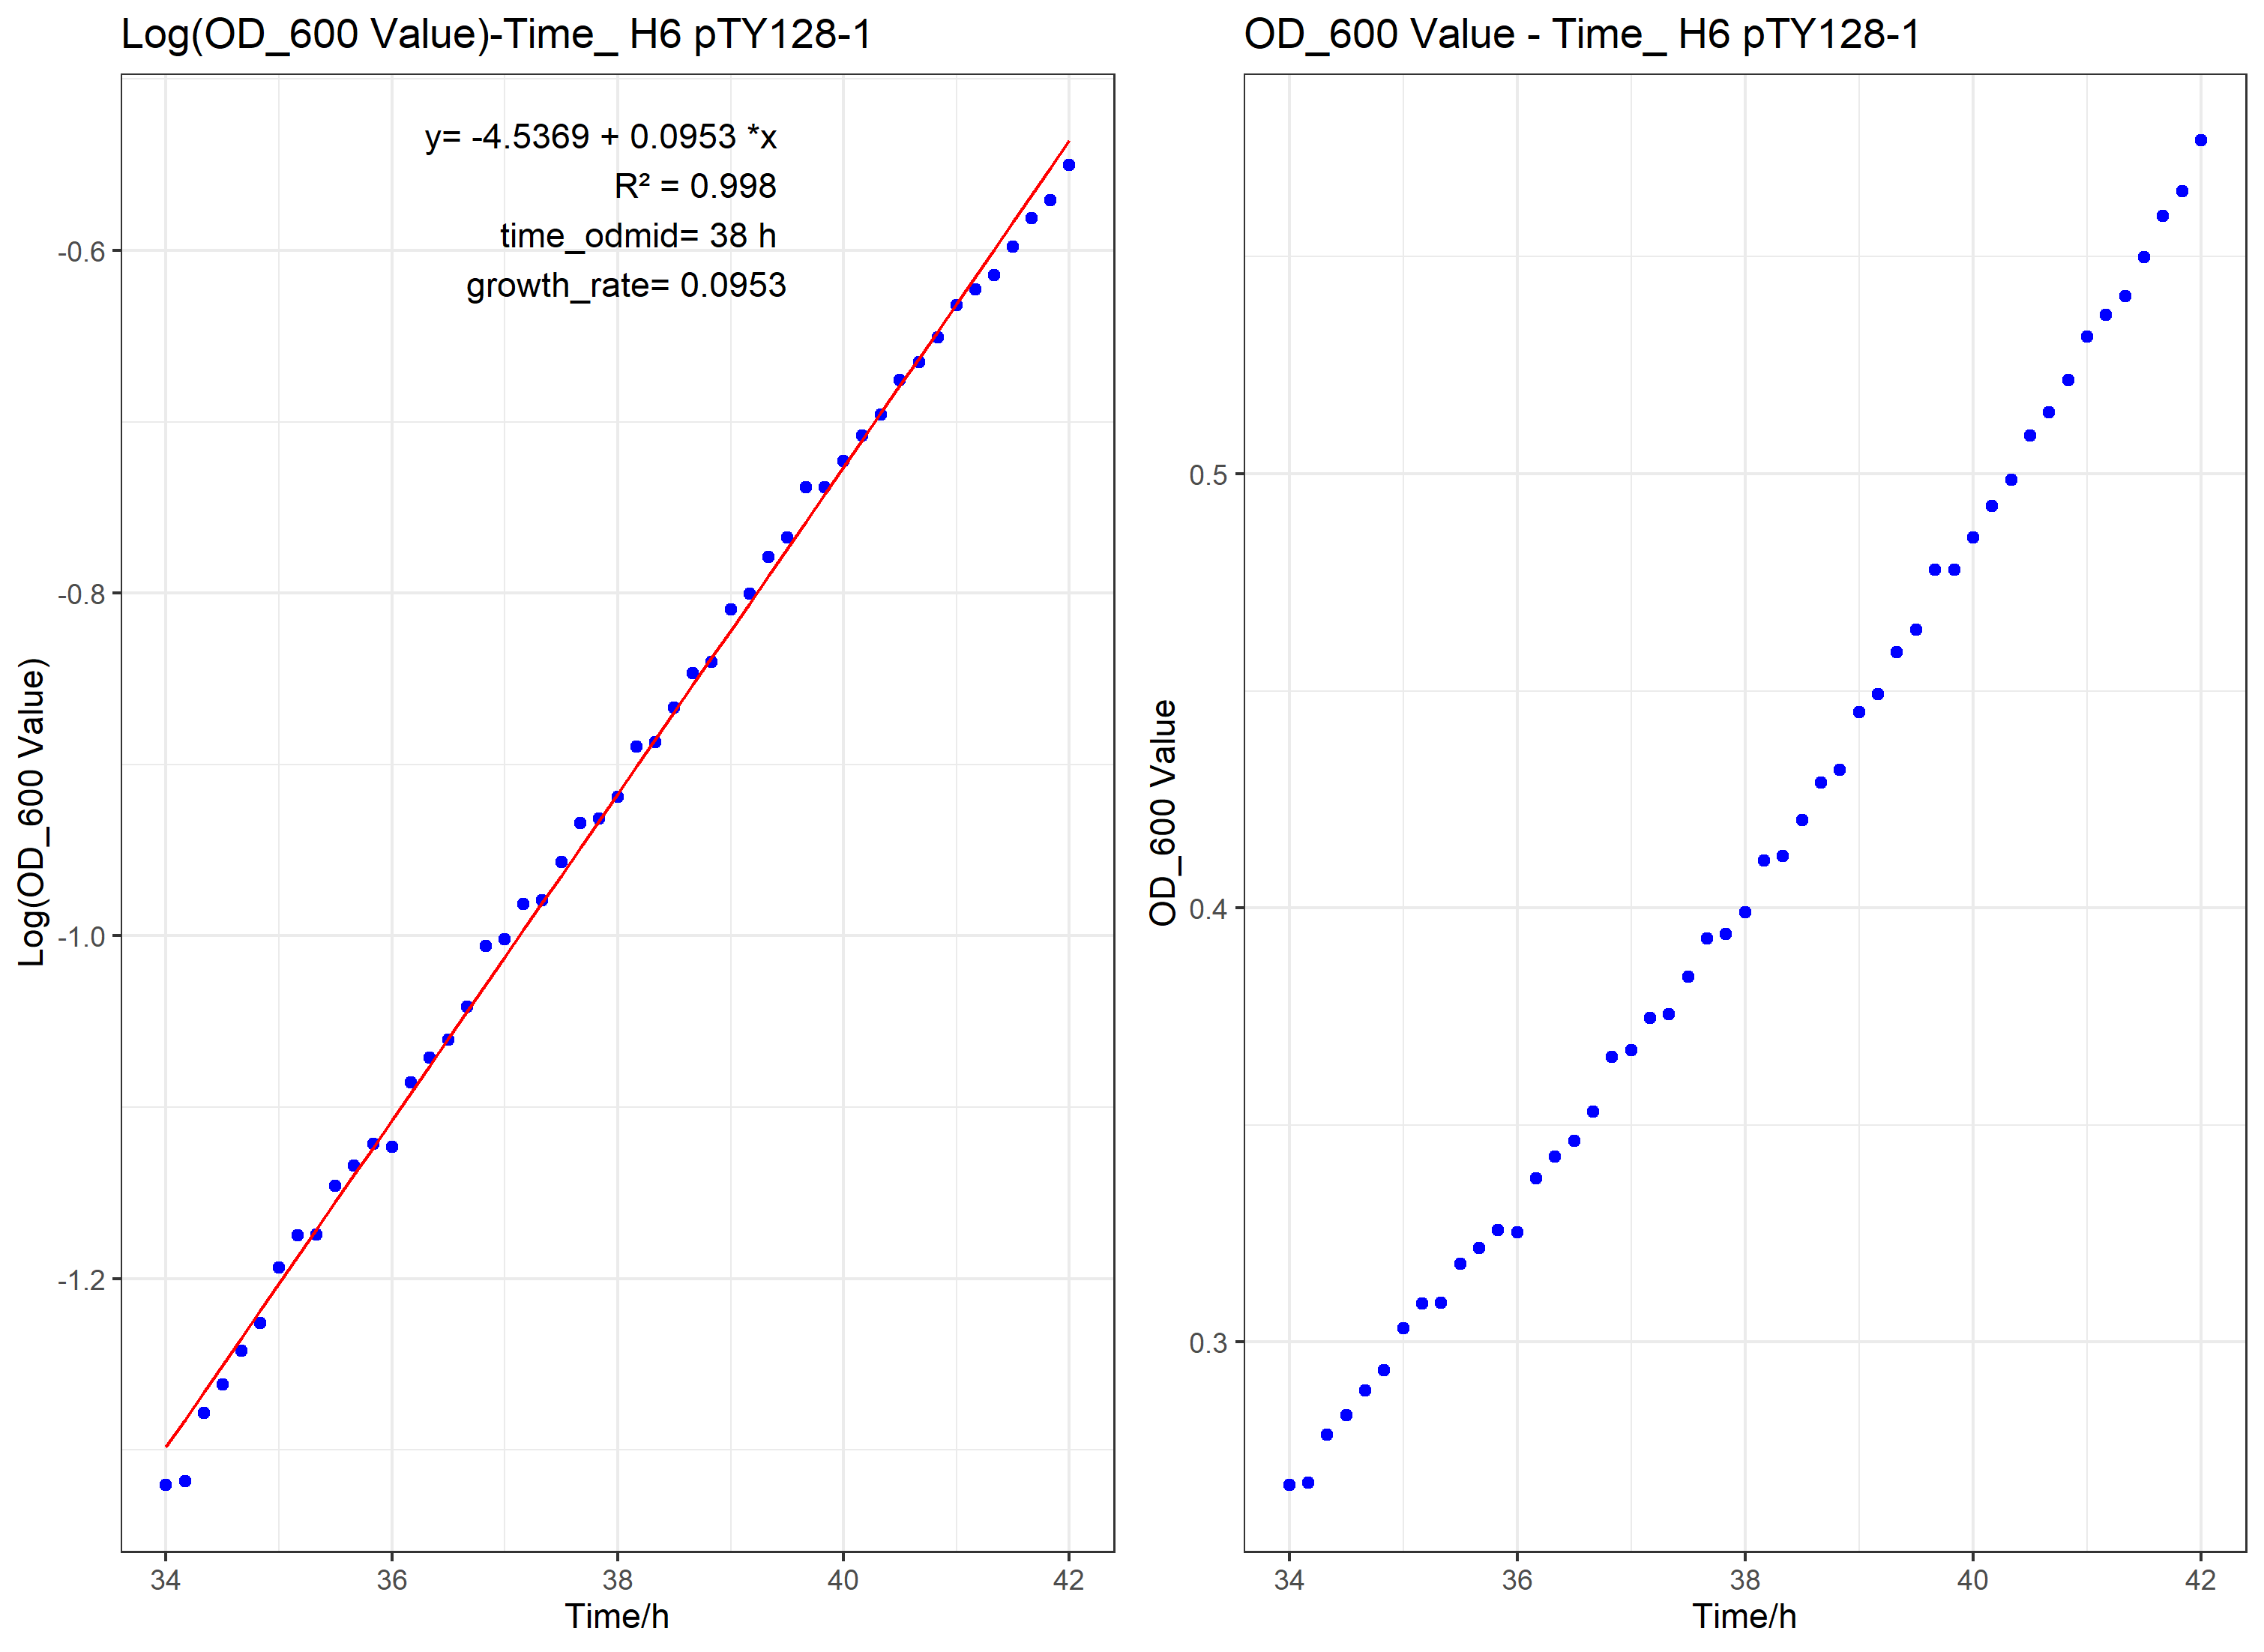 Log(OD_600 Value)-Time_ H6 pTY128-1
y= -4.5369 + 0.0953 *x
R² = 0.998
time_odmid= 38 h
growth_rate= 0.0953
Log(OD_600 Value)
-0.6
-0.8
-1.0
-1.2
34 36 38 40 42
Time/h
OD_600 Value - Time_ H6 pTY128-1
OD_600 Value
0.5
0.4
0.3
34 36 38 40 42
Time/h